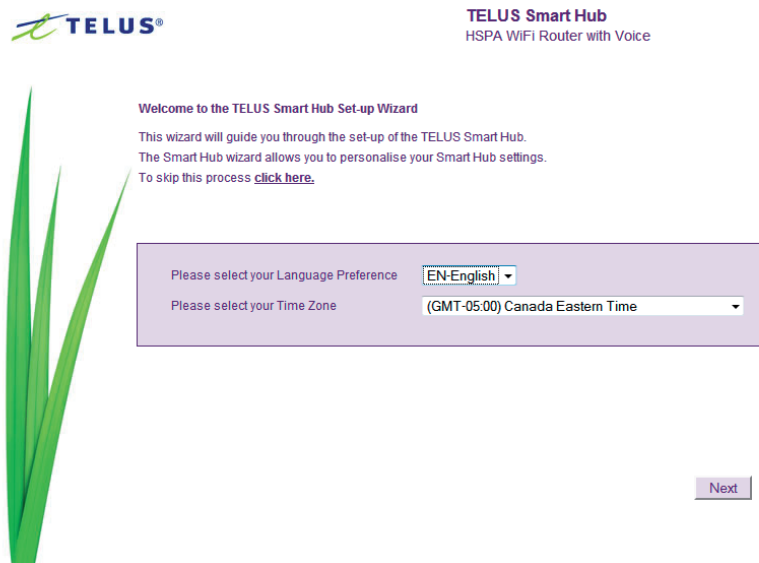 TELUS®
TELUS Smart Hub
HSPA WiFi Router with Voice
Welcome to the TELUS Smart Hub Set-up Wizard
This wizard will guide you through the set-up of the TELUS Smart Hub.
The Smart Hub wizard allows you to personalise your Smart Hub settings.
To skip this process click here.
Please select your Language Preference EN-English
Please select your Time Zone (GMT-05:00) Canada Eastern Time
Next